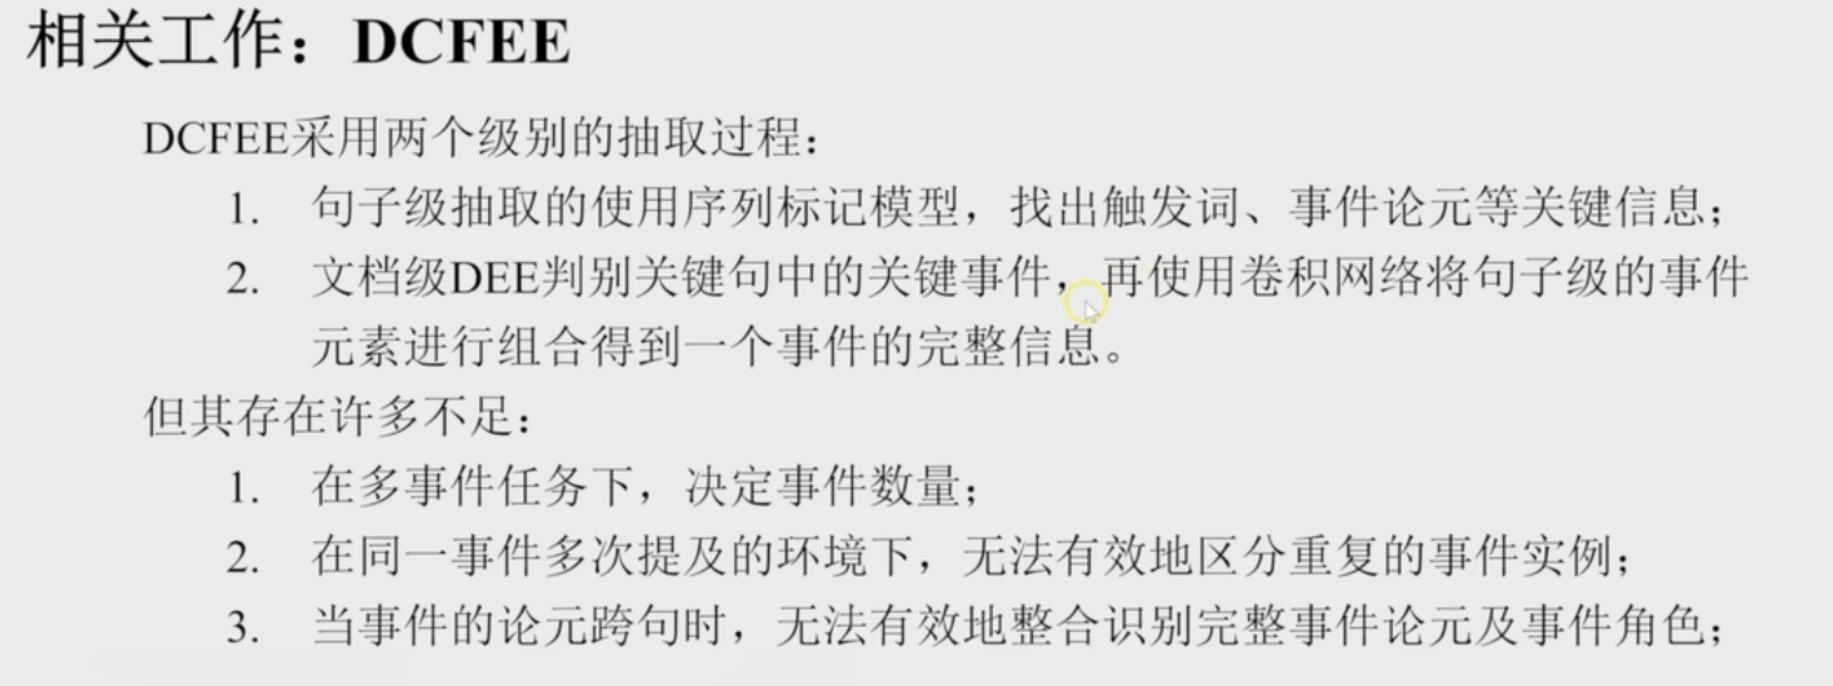 相关工作：DCFEE
DCFEE采用两个级别的抽取过程：
1. 句子级抽取的使用序列标记模型，找出触发词、事件论元等关键信息；
2. 文档级DEE判别关键句中的关键事件，再使用卷积网络将句子级的事件
元素进行组合得到一个事件的完整信息。
但其存在许多不足：
1. 在多事件任务下，决定事件数量；
2. 在同一事件多次提及的环境下，无法有效地区分重复的事件实例；
3. 当事件的论元跨句时，无法有效地整合识别完整事件论元及事件角色；